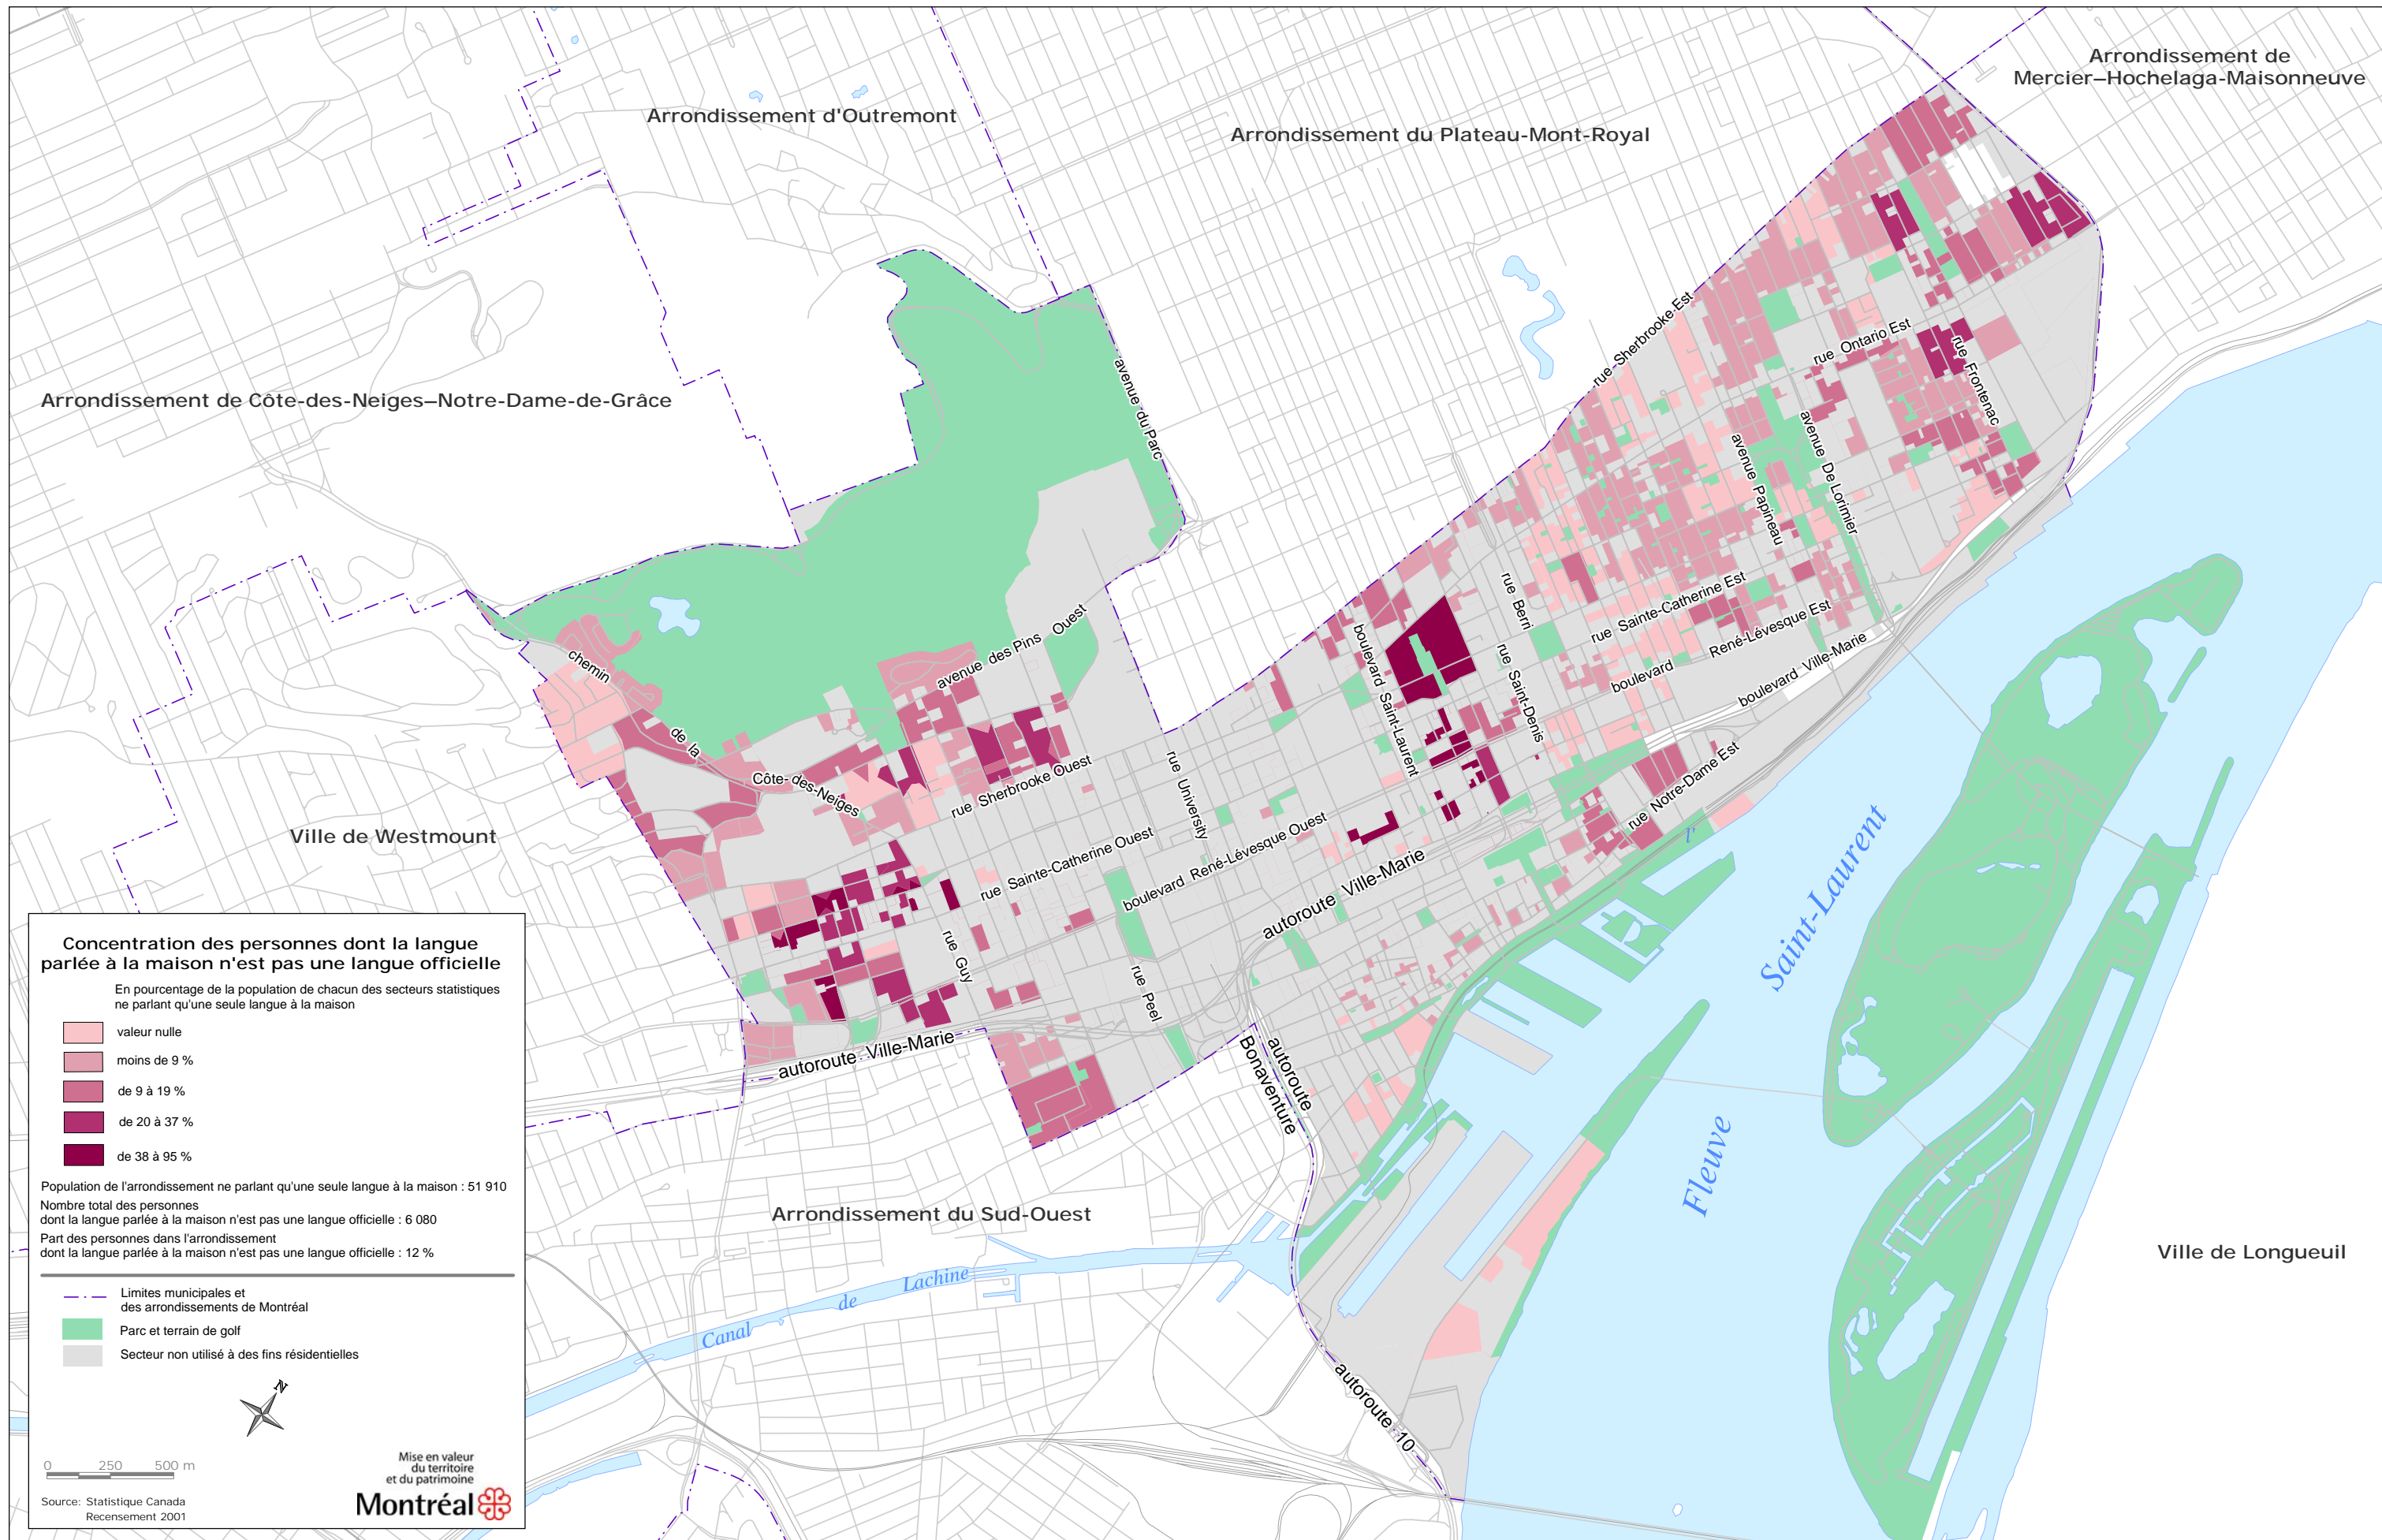 Arrondissement de
Mercier–Hochelaga-Maisonneuve
Arrondissement d'Outremont
Arrondissement du Plateau-Mont-Royal
Arrondissement de Côte-des-Neiges–Notre-Dame-de-Grâce
avenue du Parc
rue Sherbrooke Est
rue Ontario Est
rue Frontenac
avenue Papineau
avenue De Lorimier
rue Berri
rue Sainte-Catherine Est
boulevard René-Lévesque Est
boulevard Ville-Marie
chemin de la Côte-des-Neiges
avenue des Pins Ouest
boulevard Saint-Laurent
rue Saint-Denis
rue Sherbrooke Ouest
rue University
rue Notre-Dame Est
Ville de Westmount
rue Sainte-Catherine Ouest
boulevard René-Lévesque Ouest
autoroute Ville-Marie
rue Guy
rue Peel
autoroute Ville-Marie
autoroute
Bonaventure
Fleuve Saint-Laurent
l'
Arrondissement du Sud-Ouest
Ville de Longueuil
Canal de Lachine
autoroute 10
Concentration des personnes dont la langue
parlée à la maison n'est pas une langue officielle
En pourcentage de la population de chacun des secteurs statistiques
ne parlant qu'une seule langue à la maison
valeur nulle
moins de 9 %
de 9 à 19 %
de 20 à 37 %
de 38 à 95 %
Population de l'arrondissement ne parlant qu'une seule langue à la maison : 51 910
Nombre total des personnes
dont la langue parlée à la maison n'est pas une langue officielle : 6 080
Part des personnes dans l'arrondissement
dont la langue parlée à la maison n'est pas une langue officielle : 12 %
Limites municipales et
des arrondissements de Montréal
Parc et terrain de golf
Secteur non utilisé à des fins résidentielles
N
0 250 500 m
Mise en valeur
du territoire
et du patrimoine
Montréal
Source: Statistique Canada
Recensement 2001